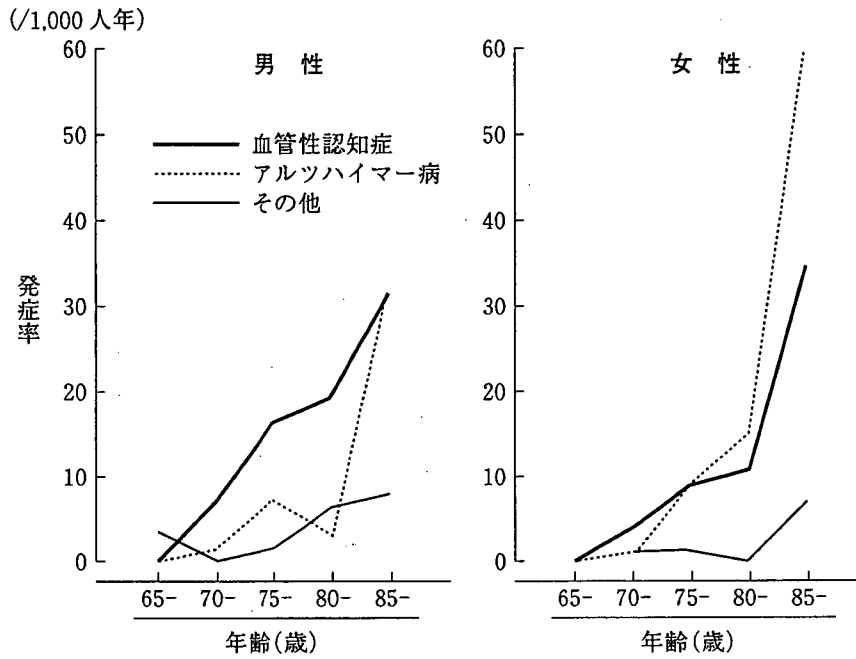 (/1,000 人年)
男 性
女 性
60
50
40
30
20
10
0
発症率
血管性認知症
アルツハイマー病
その他
65- 70- 75- 80- 85-
年齢(歳)
60
50
40
30
20
10
0
65- 70- 75- 80- 85-
年齢(歳)